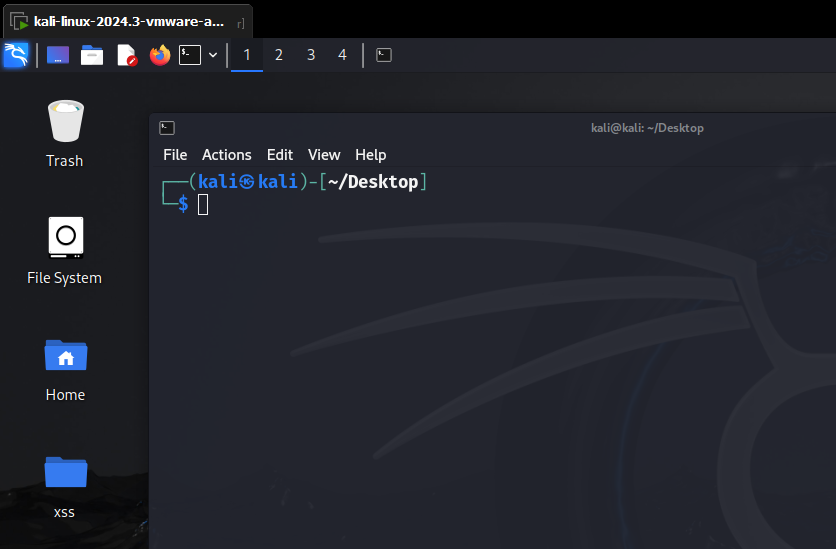 kali-linux-2024.3-vmware-a... r]
1 2 3 4
kali@kali: ~/Desktop
File Actions Edit View Help
┌──(kali㉿kali)-[~/Desktop]
└─$
Trash
File System
Home
xss